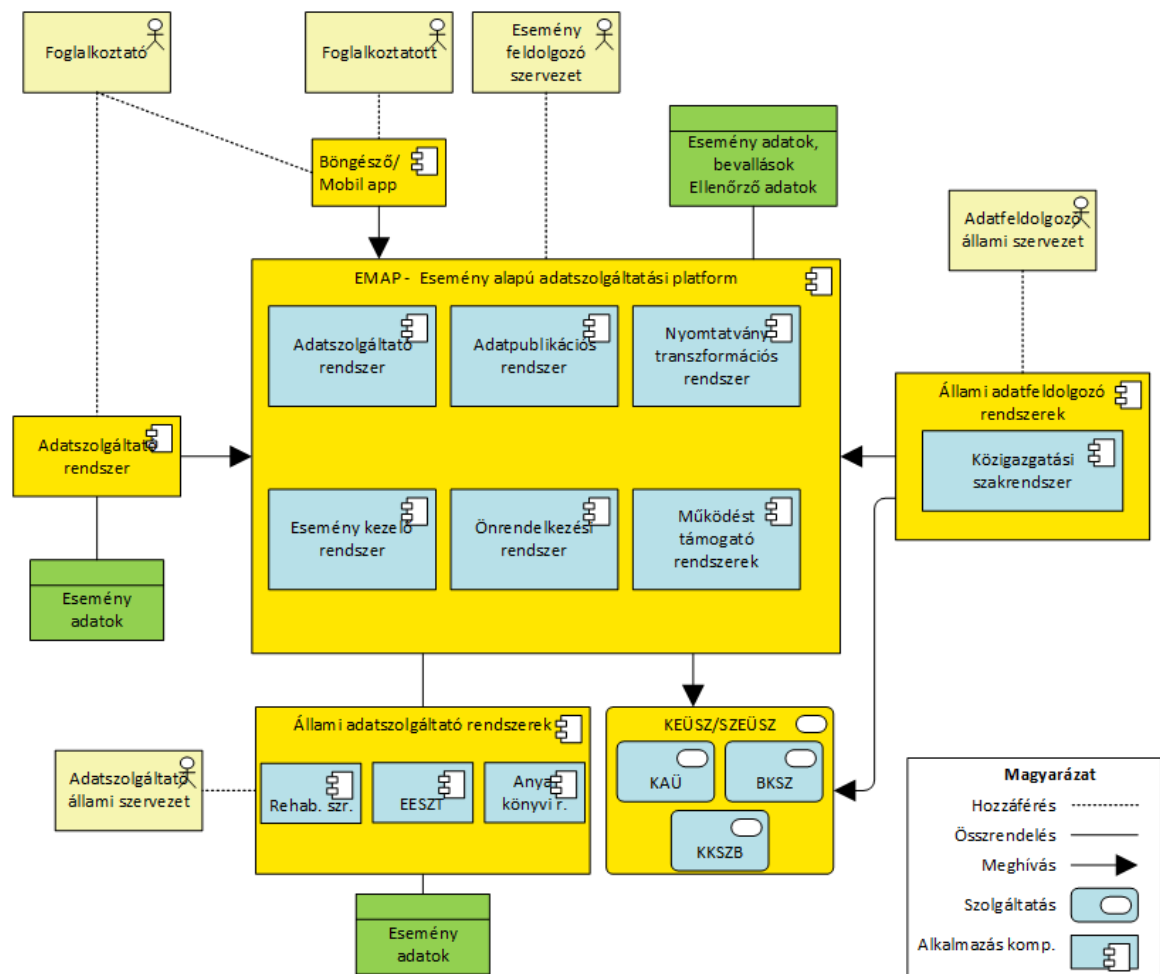 Foglalkoztató
Foglalkoztatott
Esemény
feldolgozó
szervezet
Böngésző/
Mobil app
Esemény adatok,
bevallások
Ellenőrző adatok
Adatfeldolgozó
állami szervezet
EMAP - Esemény alapú adatszolgáltatási platform
Adatszolgáltató
rendszer
Adatpublikációs
rendszer
Nyomtatvány
transzformációs
rendszer
Állami adatfeldolgozó
rendszerek
Közigazgatási
szakrendszer
Adatszolgáltató
rendszer
Esemény kezelő
rendszer
Önrendelkezési
rendszer
Működést
támogató
rendszerek
Esemény
adatok
Állami adatszolgáltató rendszerek
Rehab. szr.
EESZT
Anya
könyvi r.
KEÜSZ/SZEÜSZ
KAÜ
BKSZ
KKSZB
Adatszolgáltató
állami szervezet
Esemény
adatok
Magyarázat
Hozzáférés
Összrendelés
Meghívás
Szolgáltatás
Alkalmazás komp.